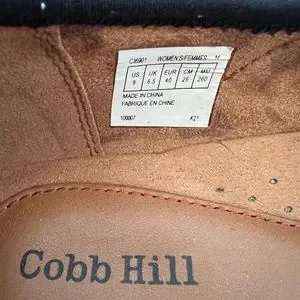 CI6901 WOMEN'S/FEMMES M
US UK EUR CM MM
9 6.5 40 26 260
MADE IN CHINA
FABRIQUE EN CHINE
100907 K21
Cobb Hill